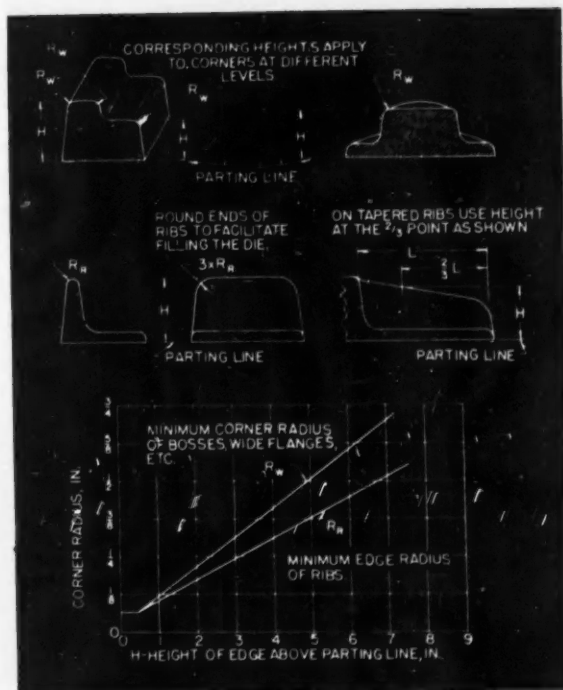 R_W
CORRESPONDING HEIGHTS APPLY
TO CORNERS AT DIFFERENT
LEVELS
R_W
R_W
R_W
H
H
PARTING LINE
ROUND ENDS OF
RIBS TO FACILITATE
FILLING THE DIE.
ON TAPERED RIBS USE HEIGHT
AT THE 2/3 POINT AS SHOWN
R_R
3xR_R
L
2/3 L
H
H
PARTING LINE
PARTING LINE
MINIMUM CORNER RADIUS
OF BOSSES, WIDE FLANGES,
ETC.
R_W
R_R
MINIMUM EDGE RADIUS
OF RIBS
CORNER RADIUS, IN.
0 1 2 3 4 5 6 7 8 9
H-HEIGHT OF EDGE ABOVE PARTING LINE, IN.